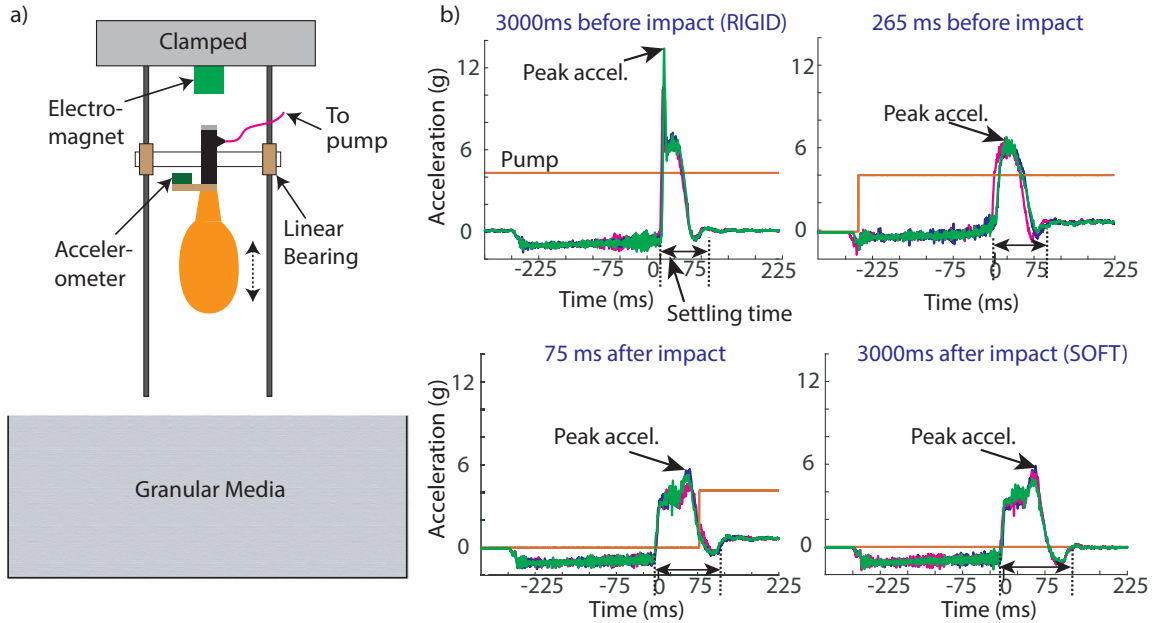 a)
Clamped
Electro-
magnet
To
pump
Acceler-
ometer
Linear
Bearing
Granular Media
b)
3000ms before impact (RIGID)
Acceleration (g)
12
6
0
Peak accel.
Pump
-225
-75
0
75
225
Time (ms)
Settling time
265 ms before impact
12
6
0
Peak accel.
-225
-75
0
75
225
Time (ms)
75 ms after impact
Acceleration (g)
12
6
0
Peak accel.
-225
-75
0
75
225
Time (ms)
3000ms after impact (SOFT)
12
6
0
Peak accel.
-225
-75
0
75
225
Time (ms)